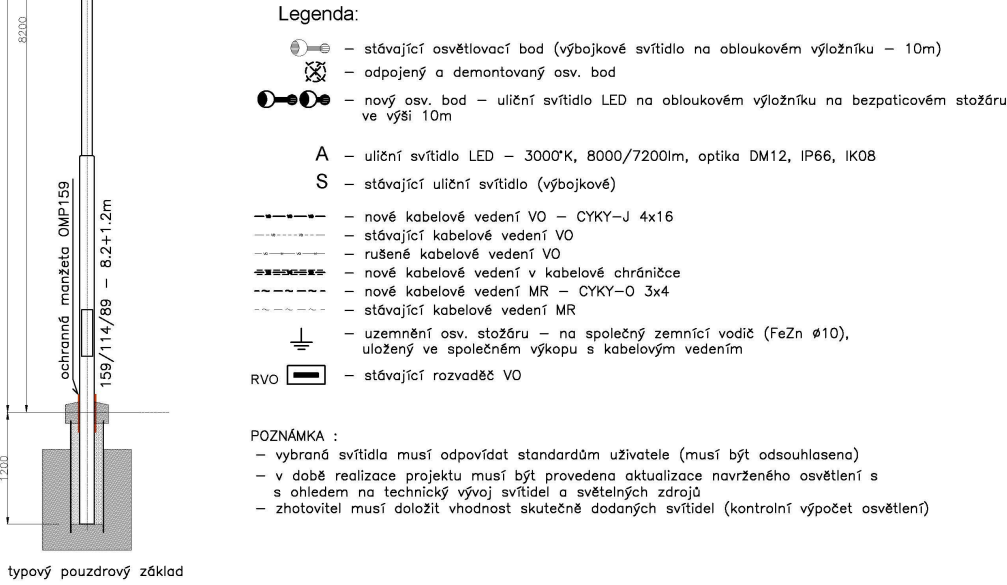 8200
ochranná manžeta OMP159
159/114/89 – 8.2+1.2m
1200
typový pouzdrový základ
Legenda:
– stávající osvětlovací bod (výbojkové svítidlo na obloukovém výložníku – 10m)
– odpojený a demontovaný osv. bod
– nový osv. bod – uliční svítidlo LED na obloukovém výložníku na bezpaticovém stožáru
ve výši 10m
A – uliční svítidlo LED – 3000°K, 8000/7200lm, optika DM12, IP66, IK08
S – stávající uliční svítidlo (výbojkové)
– nové kabelové vedení VO – CYKY–J 4x16
– stávající kabelové vedení VO
– rušené kabelové vedení VO
– nové kabelové vedení v kabelové chráničce
– nové kabelové vedení MR – CYKY–O 3x4
– stávající kabelové vedení MR
– uzemnění osv. stožáru – na společný zemnící vodič (FeZn ø10),
uložený ve společném výkopu s kabelovým vedením
RVO – stávající rozvaděč VO
POZNÁMKA :
– vybraná svítidla musí odpovídat standardům uživatele (musí být odsouhlasena)
– v době realizace projektu musí být provedena aktualizace navrženého osvětlení s
s ohledem na technický vývoj svítidel a světelných zdrojů
– zhotovitel musí doložit vhodnost skutečně dodaných svítidel (kontrolní výpočet osvětlení)